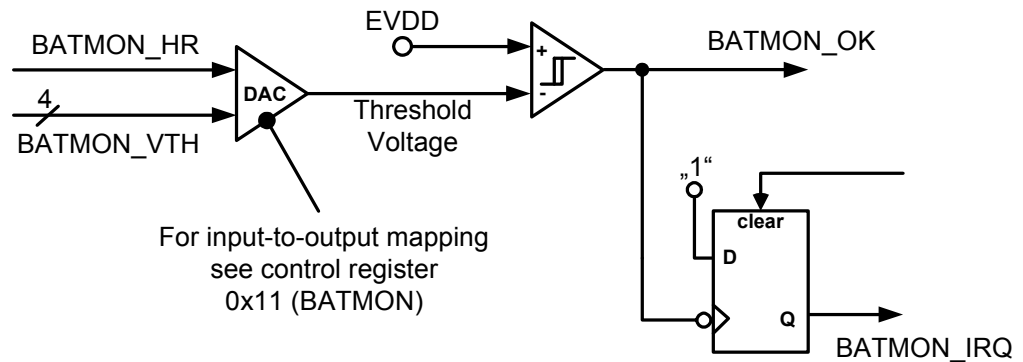 EVDD
BATMON_HR
BATMON_OK
+
DAC
-
4
Threshold
Voltage
BATMON_VTH
„1“
clear
For input-to-output mapping
see control register
0x11 (BATMON)
D
Q
BATMON_IRQ